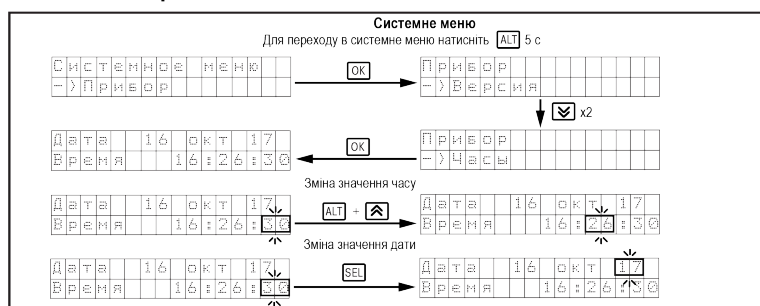 Системне меню
Для переходу в системне меню натисніть ALT 5 с
Системное меню
->Прибор
OK
Прибор
->Версия
x2
Дата 16 окт 17
Время 16:26:30
OK
Прибор
->Часы
Зміна значення часу
Дата 16 окт 17
Время 16:26:30
ALT +
Дата 16 окт 17
Время 16:26:30
Зміна значення дати
Дата 16 окт 17
Время 16:26:30
SEL
Дата 16 окт 17
Время 16:26:30